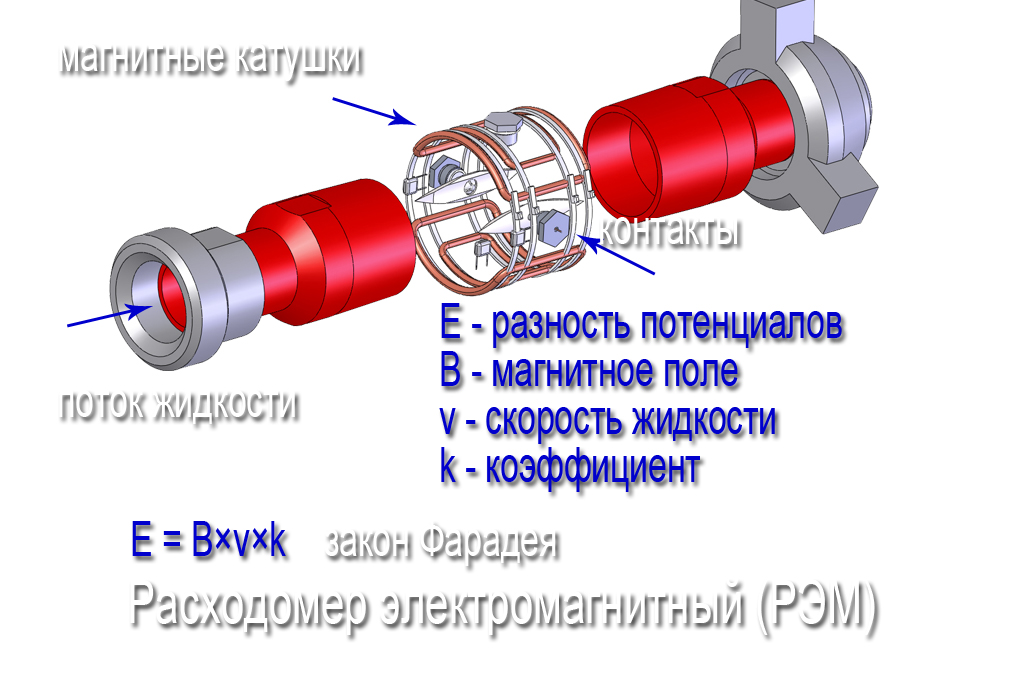 магнитные катушки
контакты
E - разность потенциалов
B - магнитное поле
v - скорость жидкости
k - коэффициент
поток жидкости
E = B×v×k закон Фарадея
Расходомер электромагнитный (РЭМ)